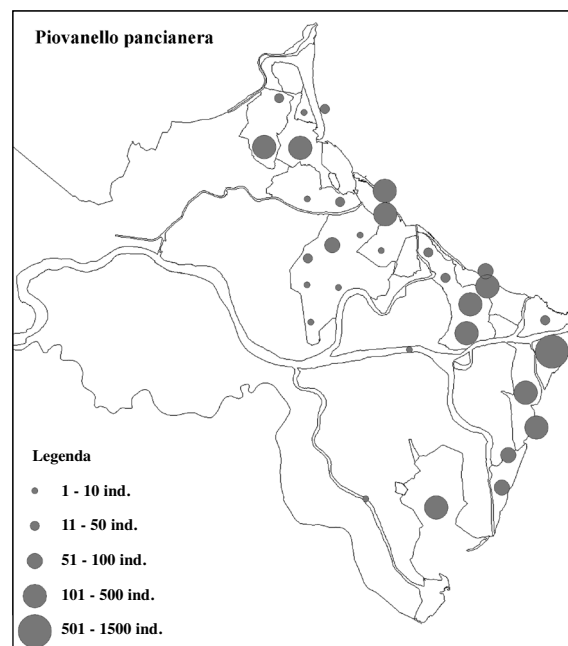 Piovanello pancianera
Legenda
1 - 10 ind.
11 - 50 ind.
51 - 100 ind.
101 - 500 ind.
501 - 1500 ind.